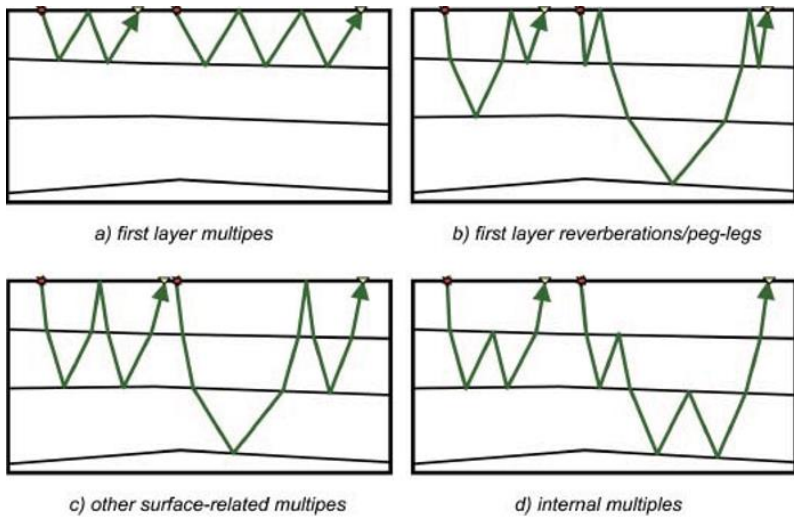 a) first layer multipes
b) first layer reverberations/peg-legs
c) other surface-related multipes
d) internal multiples